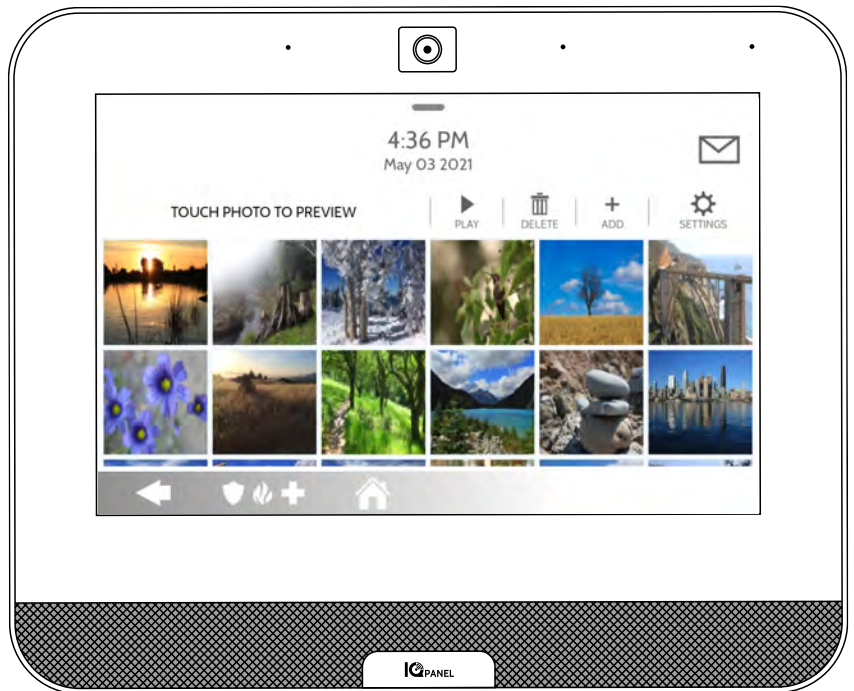 4:36 PM
May 03 2021
TOUCH PHOTO TO PREVIEW
PLAY
DELETE
ADD
SETTINGS
IQ PANEL